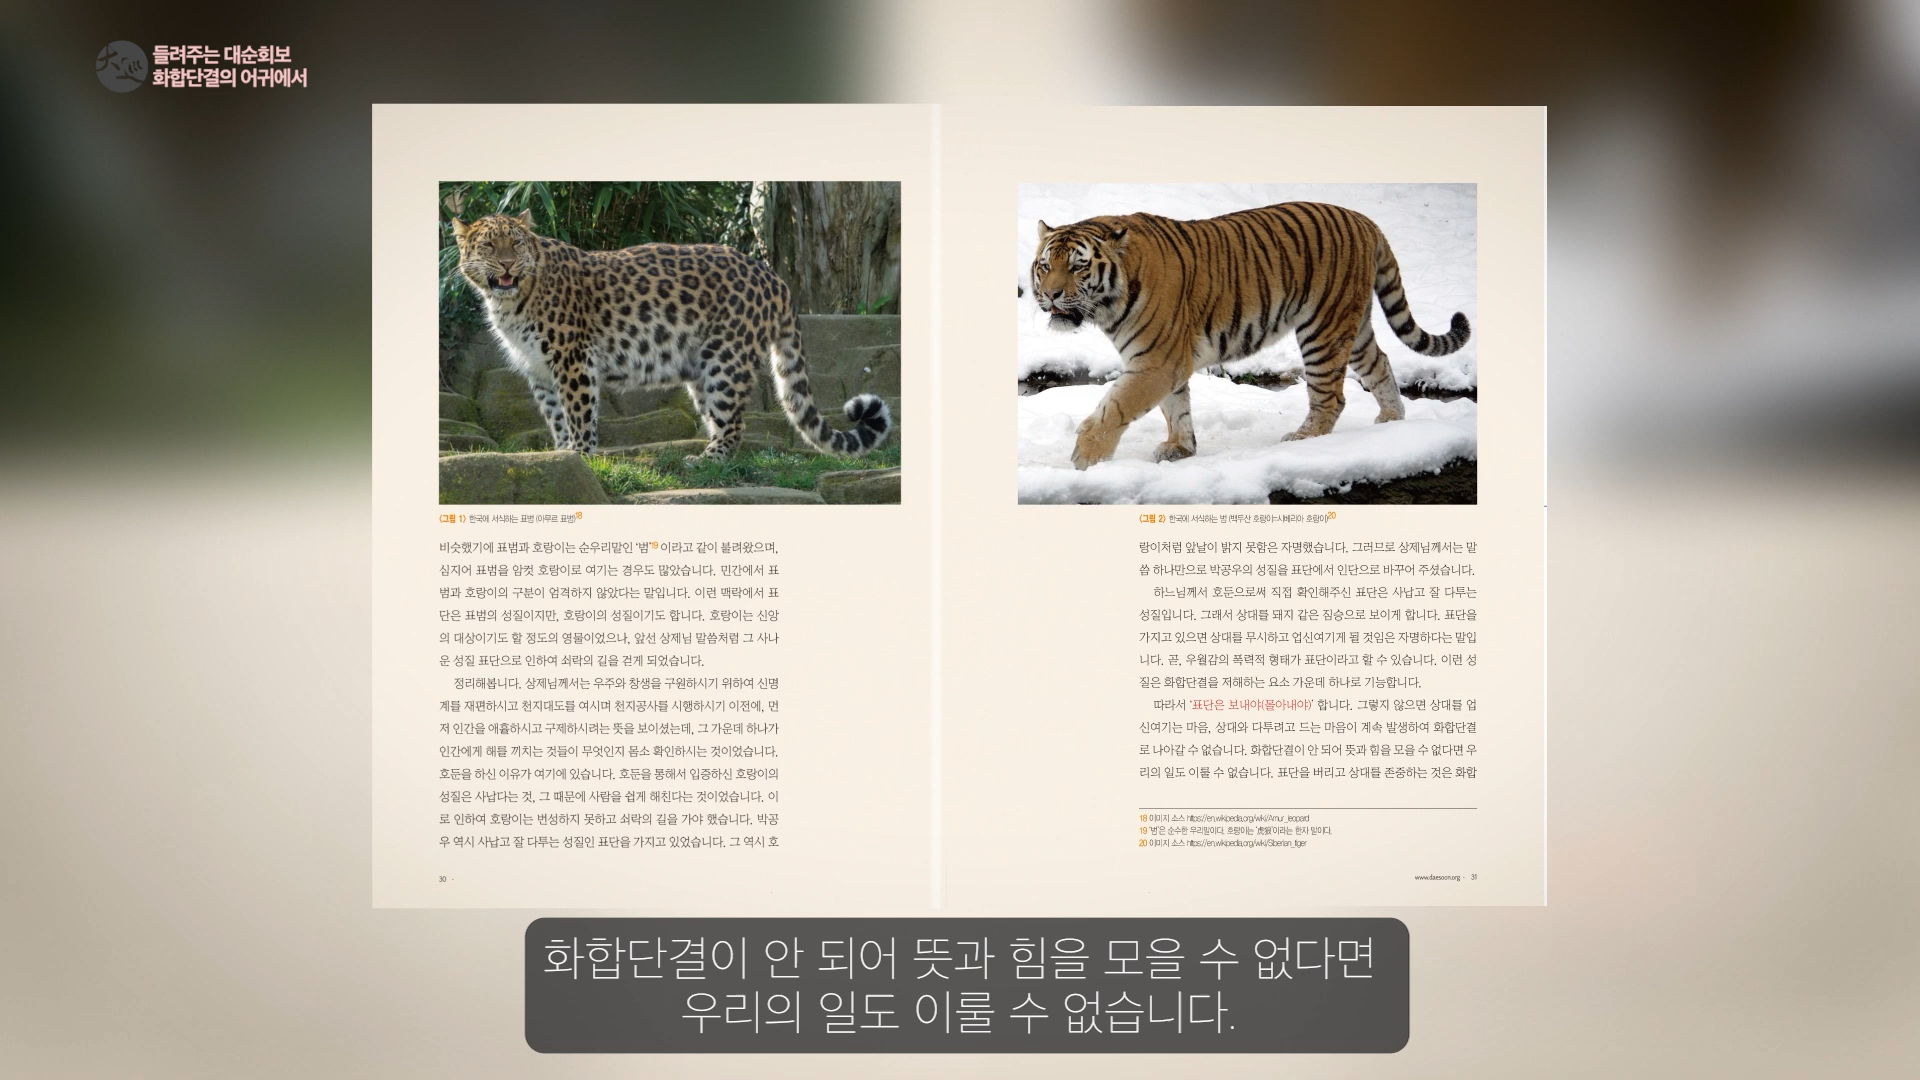 들려주는 대순회보
화합단결의 어귀에서
<그림 1> 한국에 서식하는 표범 (아무르 표범)18
비슷했기에 표범과 호랑이는 순우리말인 ‘범’19이라고 같이 불려왔으며,
심지어 표범을 암컷 호랑이로 여기는 경우도 많았습니다. 민간에서 표
범과 호랑이의 구분이 엄격하지 않았다는 말입니다. 이런 맥락에서 표
단은 표범의 성질이지만, 호랑이의 성질이기도 합니다. 호랑이는 신앙
의 대상이기도 할 정도의 영물이었으나, 앞선 상제님 말씀처럼 그 사나
운 성질 표단으로 인하여 쇠락의 길을 걷게 되었습니다.
정리해봅니다. 상제님께서는 우주와 창생을 구원하시기 위하여 신명
계를 재편하시고 천지대도를 여시며 천지공사를 시행하시기 이전에, 먼
저 인간을 애휼하시고 구제하시려는 뜻을 보이셨는데, 그 가운데 하나가
인간에게 해를 끼치는 것들이 무엇인지 몸소 확인하시는 것이었습니다.
호둔을 하신 이유가 여기에 있습니다. 호둔을 통해서 입증하신 호랑이의
성질은 사납다는 것, 그 때문에 사람을 쉽게 해친다는 것이었습니다. 이
로 인하여 호랑이는 번성하지 못하고 쇠락의 길을 가야 했습니다. 박공
우 역시 사납고 잘 다투는 성질인 표단을 가지고 있었습니다. 그 역시 호
30
<그림 2> 한국에 서식하는 범 (백두산 호랑이=시베리아 호랑이)20
랑이처럼 앞날이 밝지 못함은 자명했습니다. 그러므로 상제님께서는 말
씀 하나만으로 박공우의 성질을 표단에서 인단으로 바꾸어 주셨습니다.
하느님께서 호둔으로써 직접 확인해주신 표단은 사납고 잘 다투는
성질입니다. 그래서 상대를 돼지 같은 짐승으로 보이게 합니다. 표단을
가지고 있으면 상대를 무시하고 업신여기게 될 것임은 자명하다는 말입
니다. 곧, 우월감의 폭력적 형태가 표단이라고 할 수 있습니다. 이런 성
질은 화합단결을 저해하는 요소 가운데 하나로 기능합니다.
따라서 ‘표단은 보내야(몰아내야)’ 합니다. 그렇지 않으면 상대를 업
신여기는 마음, 상대와 다투려고 드는 마음이 계속 발생하여 화합단결
로 나아갈 수 없습니다. 화합단결이 안 되어 뜻과 힘을 모을 수 없다면 우
리의 일도 이룰 수 없습니다. 표단을 버리고 상대를 존중하는 것은 화합
18 이미지 소스 https://en.wikipedia.org/wiki/Amur_leopard
19 ‘범’은 순수한 우리말이다. 호랑이는 ‘虎狼’이라는 한자 말이다.
20 이미지 소스 https://en.wikipedia.org/wiki/Siberian_tiger
www.daesoon.org · 31
화합단결이 안 되어 뜻과 힘을 모을 수 없다면
우리의 일도 이룰 수 없습니다.